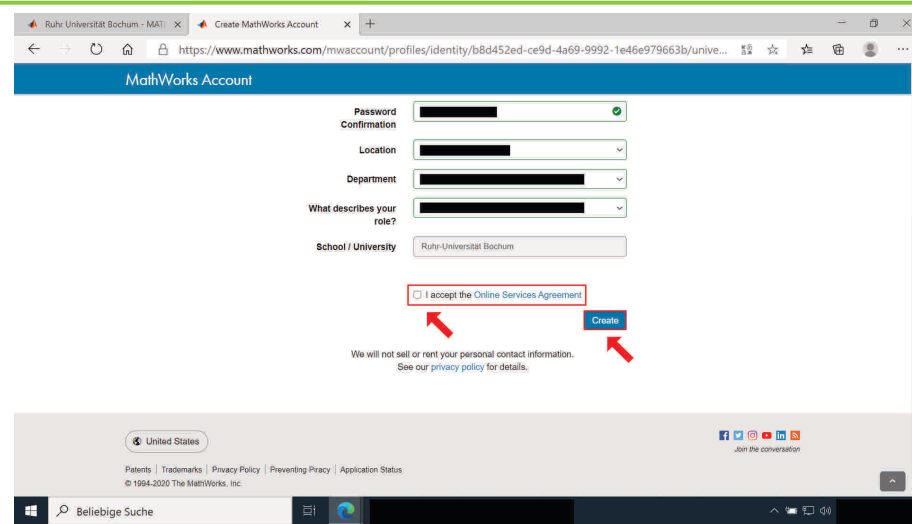 Ruhr Universität Bochum - MATL
Create MathWorks Account
https://www.mathworks.com/mwaccount/profiles/identity/b8d452ed-ce9d-4a69-9992-1e46e979663b/unive...
MathWorks Account
Password
Confirmation
Location
Department
What describes your
role?
School / University
Ruhr-Universität Bochum
I accept the Online Services Agreement
Create
We will not sell or rent your personal contact information.
See our privacy policy for details.
United States
Join the conversation
Patents | Trademarks | Privacy Policy | Preventing Piracy | Application Status
© 1994-2020 The MathWorks, Inc.
Beliebige Suche